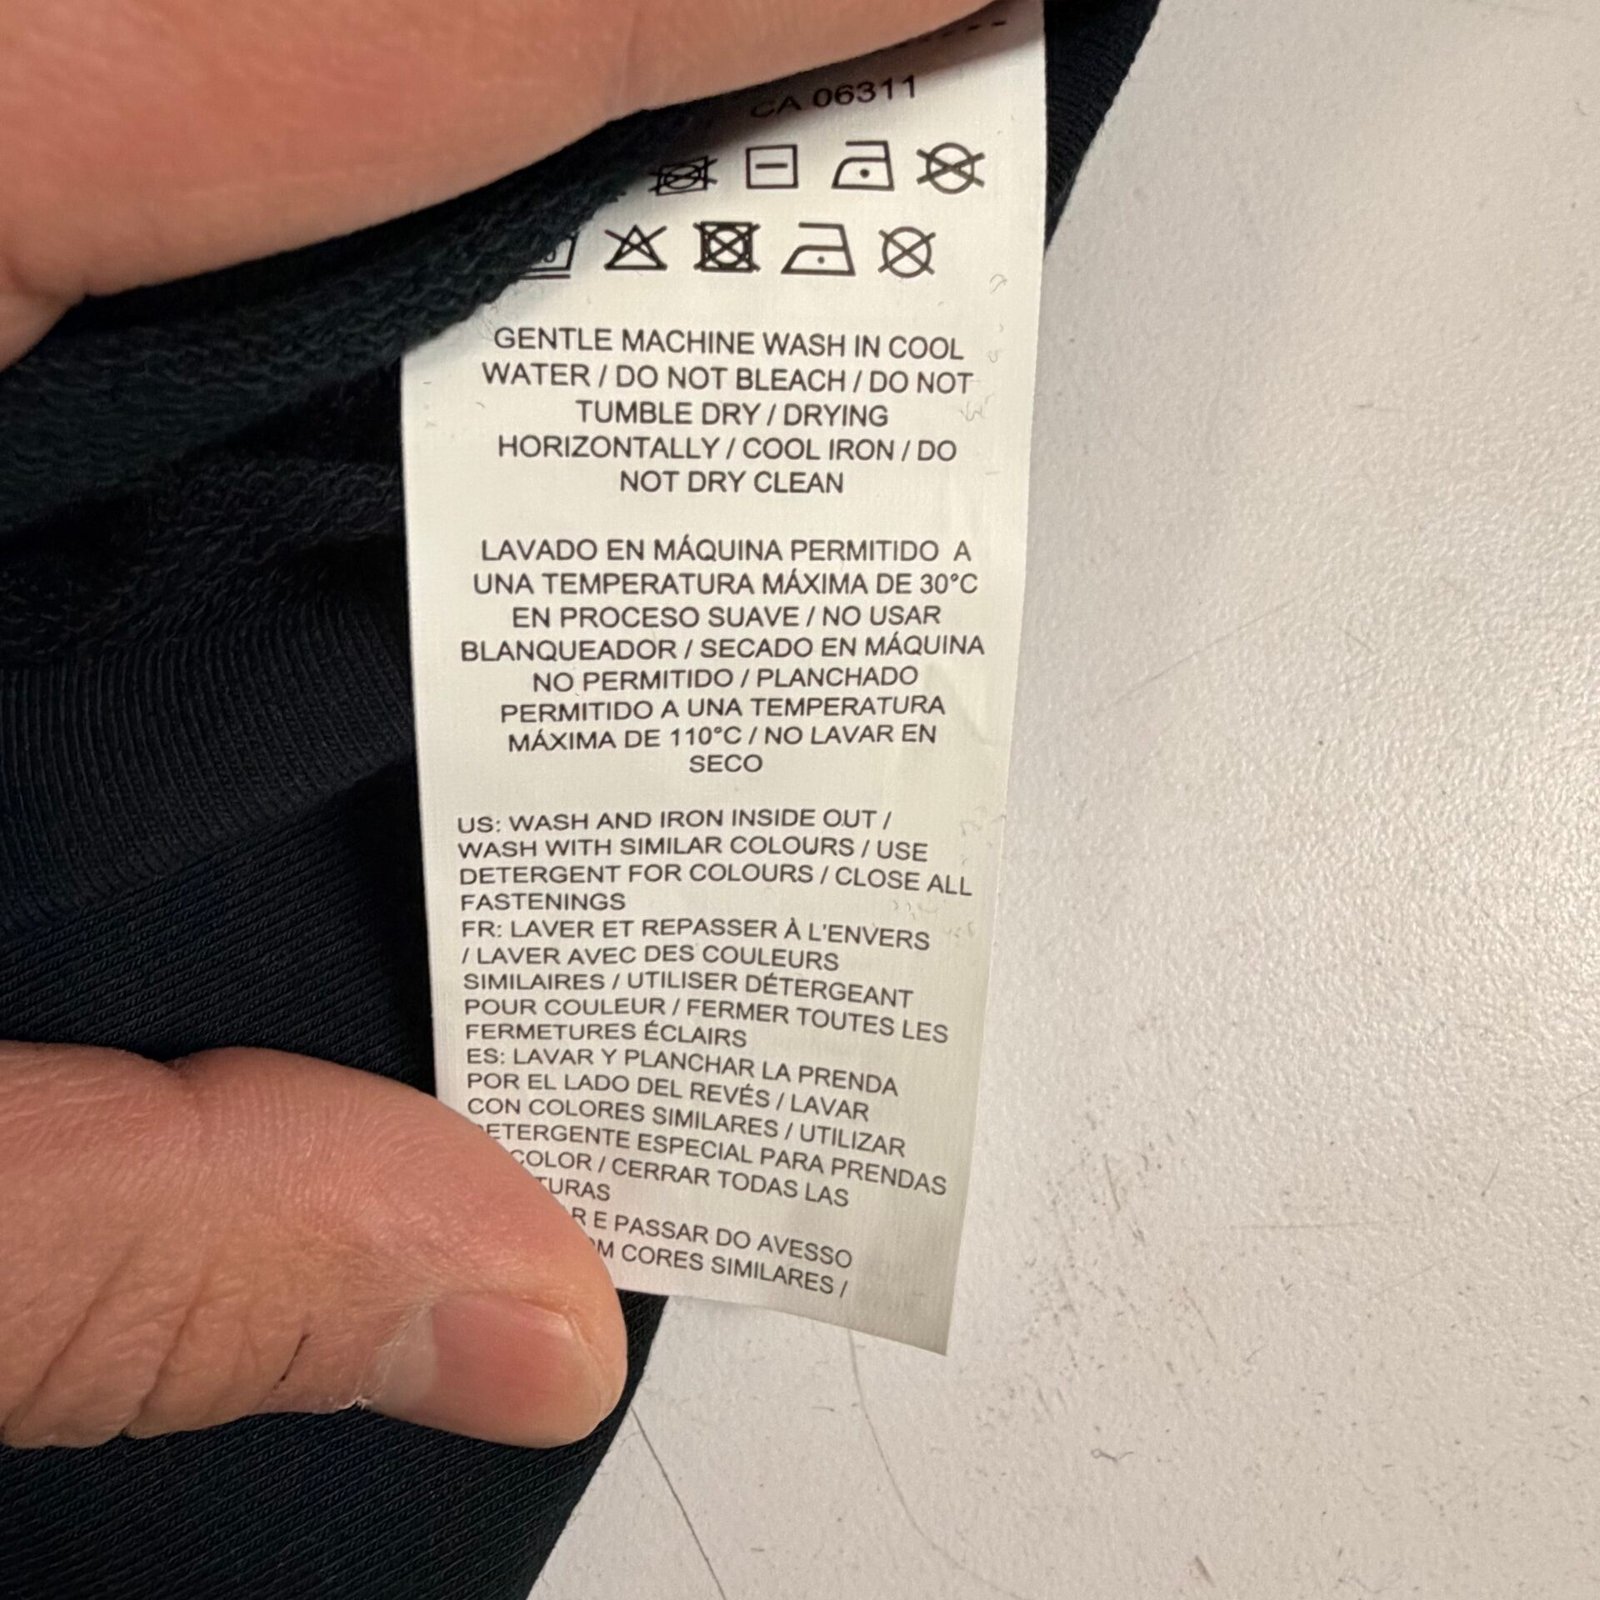 CA 06311
GENTLE MACHINE WASH IN COOL
WATER / DO NOT BLEACH / DO NOT
TUMBLE DRY / DRYING
HORIZONTALLY / COOL IRON / DO
NOT DRY CLEAN
LAVADO EN MÁQUINA PERMITIDO A
UNA TEMPERATURA MÁXIMA DE 30°C
EN PROCESO SUAVE / NO USAR
BLANQUEADOR / SECADO EN MÁQUINA
NO PERMITIDO / PLANCHADO
PERMITIDO A UNA TEMPERATURA
MÁXIMA DE 110°C / NO LAVAR EN
SECO
US: WASH AND IRON INSIDE OUT /
WASH WITH SIMILAR COLOURS / USE
DETERGENT FOR COLOURS / CLOSE ALL
FASTENINGS
FR: LAVER ET REPASSER À L'ENVERS
/ LAVER AVEC DES COULEURS
SIMILAIRES / UTILISER DÉTERGEANT
POUR COULEUR / FERMER TOUTES LES
FERMETURES ÉCLAIRS
ES: LAVAR Y PLANCHAR LA PRENDA
POR EL LADO DEL REVÉS / LAVAR
CON COLORES SIMILARES / UTILIZAR
DETERGENTE ESPECIAL PARA PRENDAS
COLOR / CERRAR TODAS LAS
TURAS
R E PASSAR DO AVESSO
OM CORES SIMILARES /